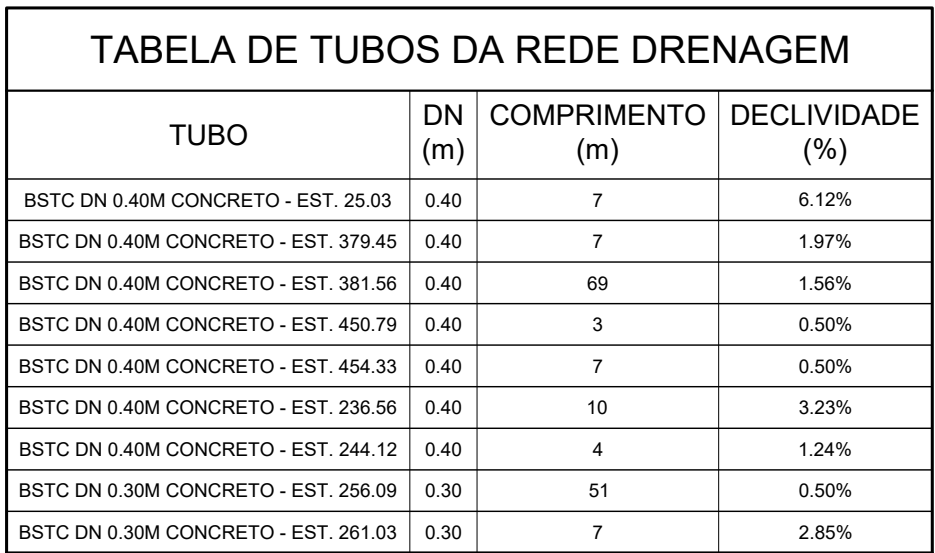 TABELA DE TUBOS DA REDE DRENAGEM
TUBO DN (m) COMPRIMENTO (m) DECLIVIDADE (%)
BSTC DN 0.40M CONCRETO - EST. 25.03 0.40 7 6.12%
BSTC DN 0.40M CONCRETO - EST. 379.45 0.40 7 1.97%
BSTC DN 0.40M CONCRETO - EST. 381.56 0.40 69 1.56%
BSTC DN 0.40M CONCRETO - EST. 450.79 0.40 3 0.50%
BSTC DN 0.40M CONCRETO - EST. 454.33 0.40 7 0.50%
BSTC DN 0.40M CONCRETO - EST. 236.56 0.40 10 3.23%
BSTC DN 0.40M CONCRETO - EST. 244.12 0.40 4 1.24%
BSTC DN 0.30M CONCRETO - EST. 256.09 0.30 51 0.50%
BSTC DN 0.30M CONCRETO - EST. 261.03 0.30 7 2.85%